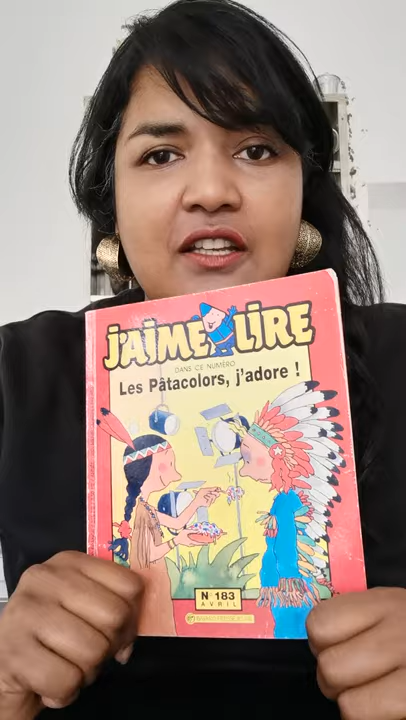 J'AIME LIRE
DANS CE NUMÉRO
Les Pâtacolors, j'adore !
N° 183
AVRIL